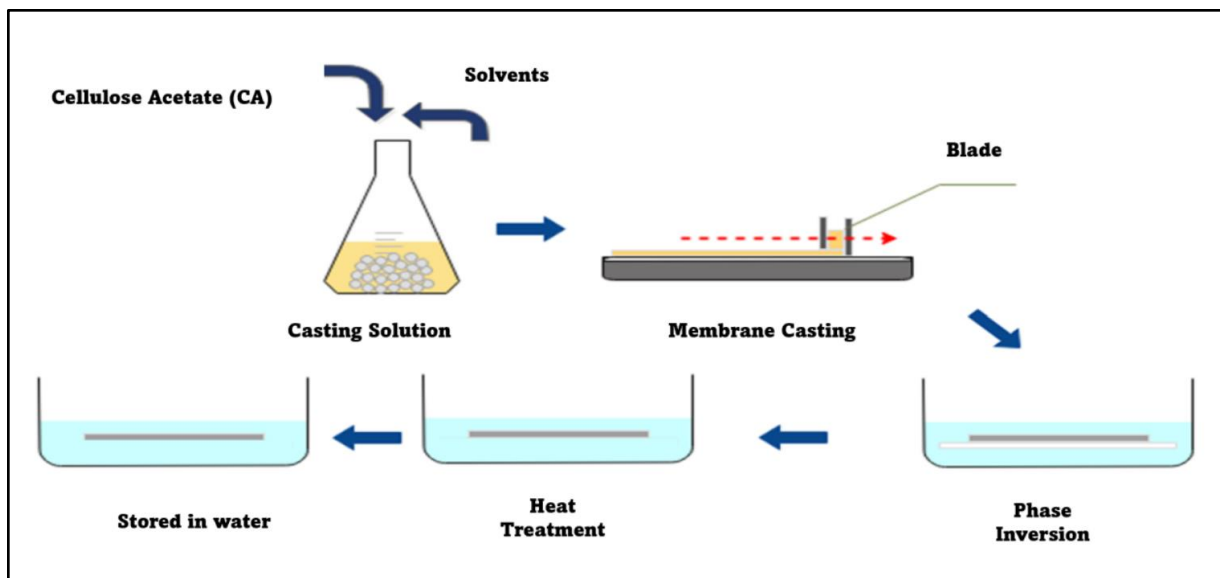 Cellulose Acetate (CA)
Solvents
Blade
Casting Solution
Membrane Casting
Stored in water
Heat
Treatment
Phase
Inversion